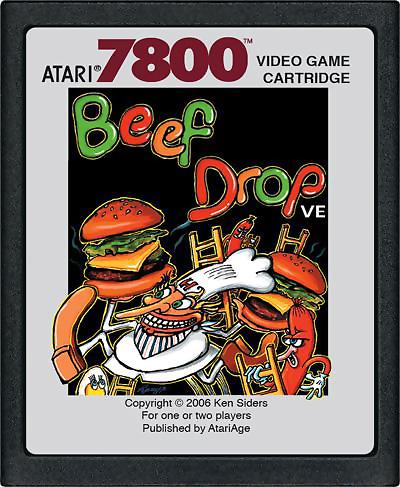 ATARI® 7800™ VIDEO GAME
CARTRIDGE
Beef
Drop
VE
Copyright © 2006 Ken Siders
For one or two players
Published by AtariAge